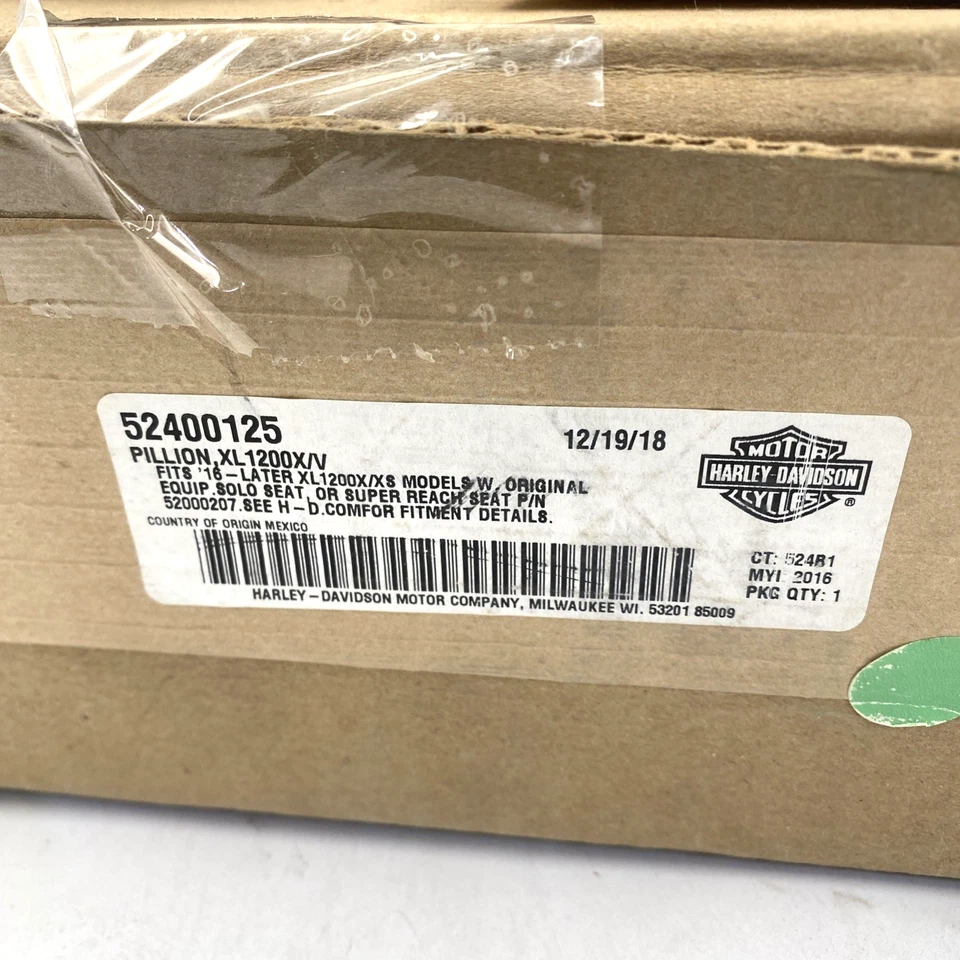 52400125
12/19/18
PILLION,XL1200X/V
FITS '16-LATER XL1200X/XS MODELS W. ORIGINAL
EQUIP.SOLO SEAT, OR SUPER REACH SEAT P/N
52000207.SEE H-D.COMFOR FITMENT DETAILS.
COUNTRY OF ORIGIN MEXICO
HARLEY-DAVIDSON MOTOR COMPANY, MILWAUKEE WI. 53201 85009
MOTOR
HARLEY-DAVIDSON
CYCLES
®
CT: 524B1
MYI 2016
PKG QTY: 1